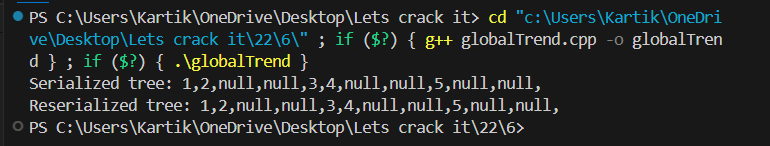 PS C:\Users\Kartik\OneDrive\Desktop\Lets crack it> cd "c:\Users\Kartik\OneDri
ve\Desktop\Lets crack it\22\6\" ; if ($?) { g++ globalTrend.cpp -o globalTren
d } ; if ($?) { .\globalTrend }
Serialized tree: 1,2,null,null,3,4,null,null,5,null,null,
Reserialized tree: 1,2,null,null,3,4,null,null,5,null,null,
PS C:\Users\Kartik\OneDrive\Desktop\Lets crack it\22\6>